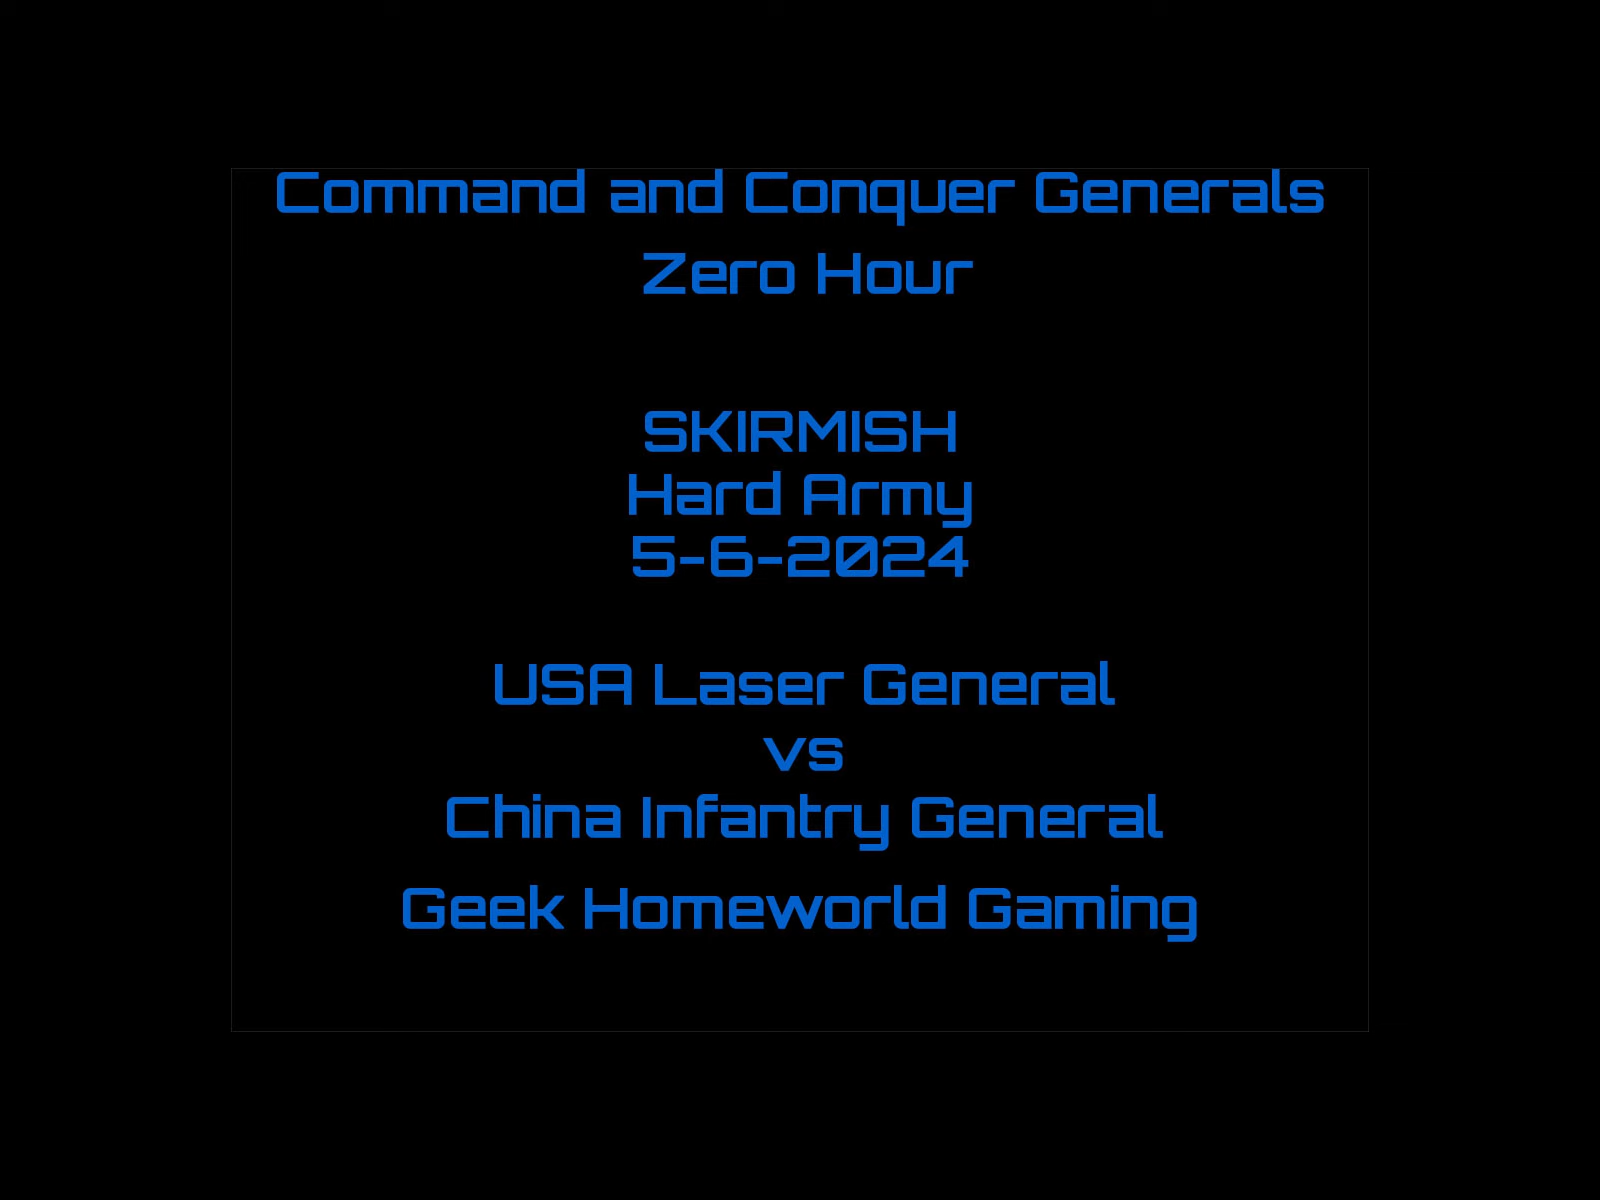 Command and Conquer Generals
Zero Hour
SKIRMISH
Hard Army
5-6-2024
USA Laser General
vs
China Infantry General
Geek Homeworld Gaming